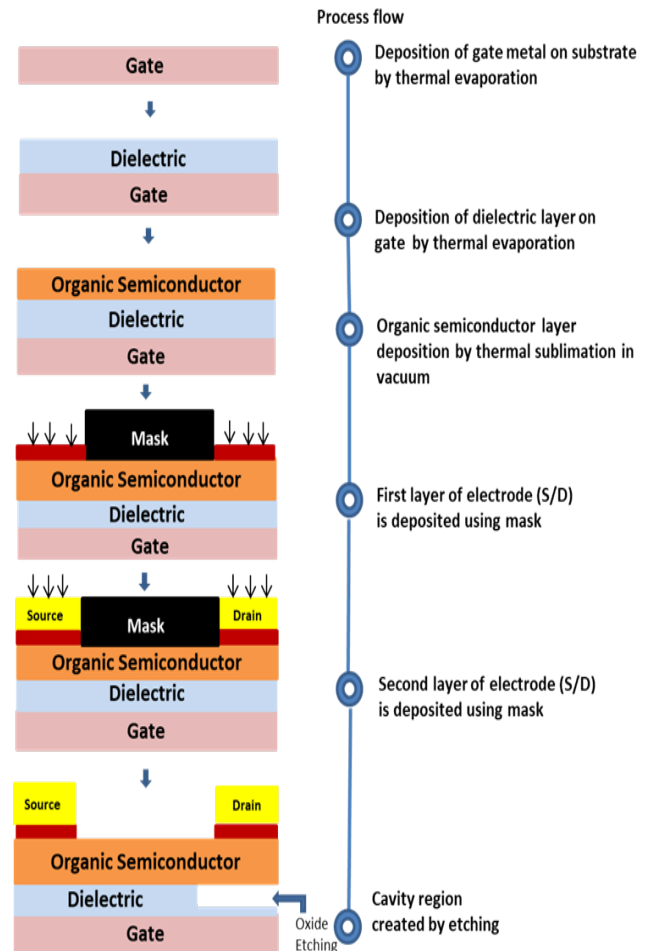 Process flow
Gate
Deposition of gate metal on substrate
by thermal evaporation
Dielectric
Gate
Deposition of dielectric layer on
gate by thermal evaporation
Organic Semiconductor
Dielectric
Gate
Organic semiconductor layer
deposition by thermal sublimation in
vacuum
Mask
Organic Semiconductor
Dielectric
Gate
First layer of electrode (S/D)
is deposited using mask
Source
Mask
Drain
Organic Semiconductor
Dielectric
Gate
Second layer of electrode (S/D)
is deposited using mask
Source
Drain
Organic Semiconductor
Dielectric
Gate
Oxide
Etching
Cavity region
created by etching